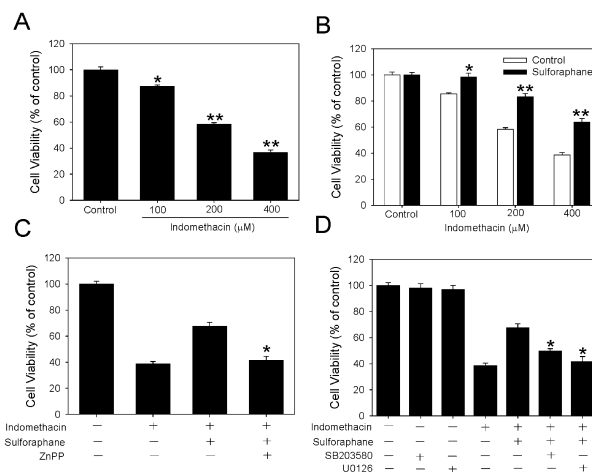 A
Cell Viability (% of control)
120
100
80
60
40
20
0
*
**
**
Control
100
200
400
Indomethacin (μM)
B
Cell Viability (% of control)
120
100
80
60
40
20
0
Control
Sulforaphane
*
**
**
Control
100
200
400
Indomethacin (μM)
C
Cell Viability (% of control)
120
100
80
60
40
20
0
*
Indomethacin — + + +
Sulforaphane — — + +
ZnPP — — — +
D
Cell Viability (% of control)
120
100
80
60
40
20
0
*
*
Indomethacin — — — + + + +
Sulforaphane — — — — + + +
SB203580 — + — — — + —
U0126 — — + — — — +